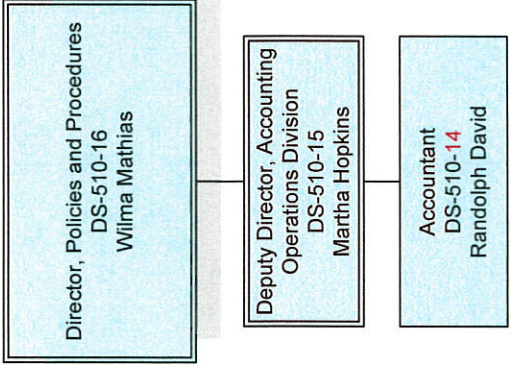 Director, Policies and Procedures
DS-510-16
Wilma Mathias
Deputy Director, Accounting
Operations Division
DS-510-15
Martha Hopkins
Accountant
DS-510-14
Randolph David